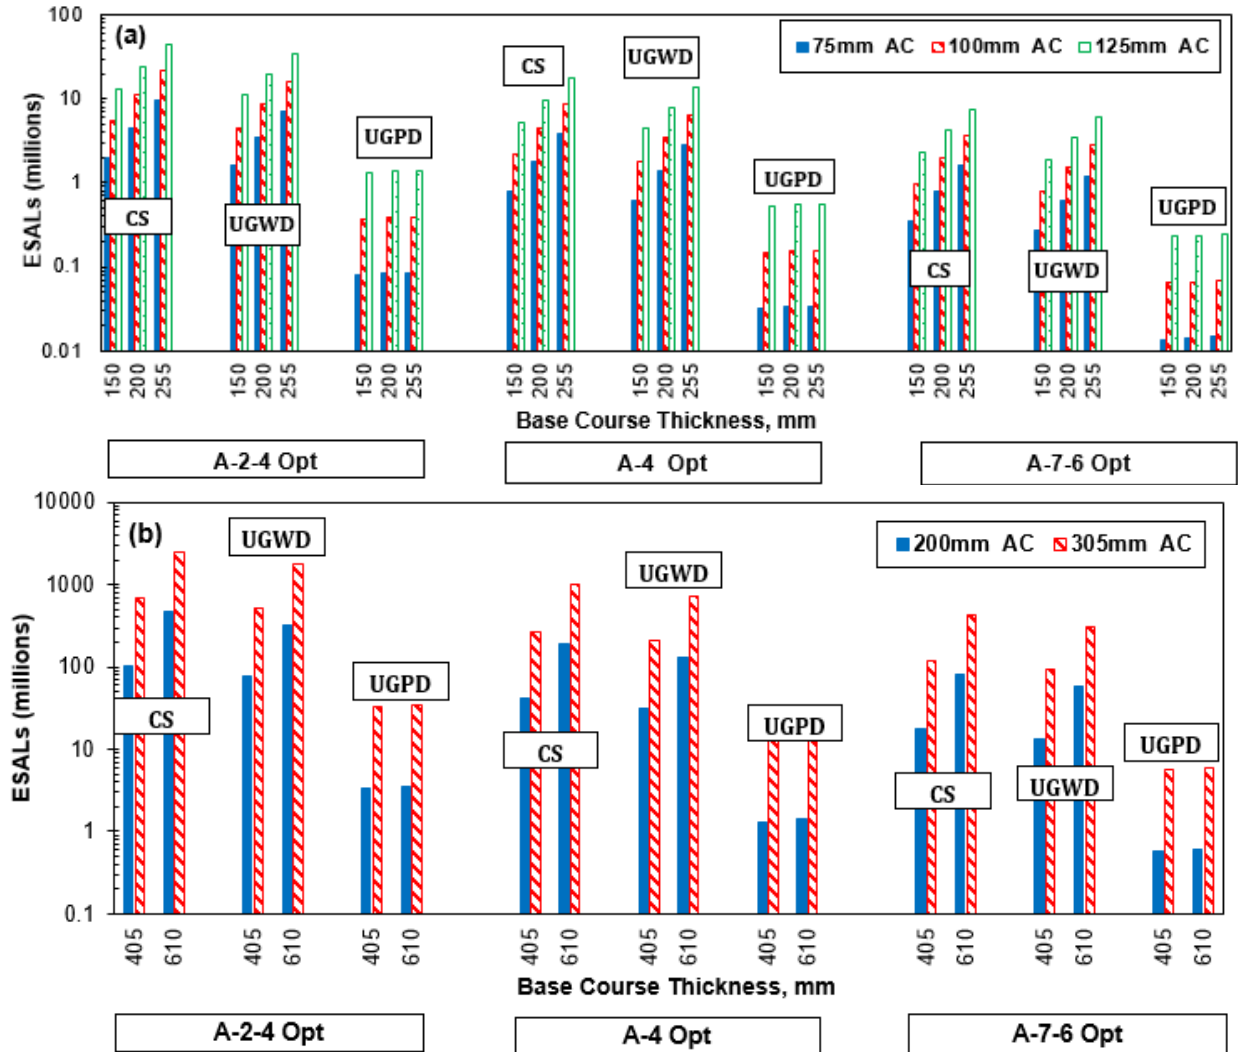 100
(a)
75mm AC 100mm AC 125mm AC
CS
UGWD
10
UGPD
1
CS
UGWD
UGPD
UGPD
0.1
CS
UGWD
0.01
ESALs (millions)
150 200 255 150 200 255 150 200 255 150 200 255 150 200 255 150 200 255 150 200 255 150 200 255 150 200 255
Base Course Thickness, mm
A-2-4 Opt A-4 Opt A-7-6 Opt
10000
(b)
UGWD
200mm AC 305mm AC
1000
UGWD
100
UGPD
CS
10
CS
UGPD
UGPD
CS
UGWD
1
0.1
ESALs (millions)
405 610 405 610 405 610 405 610 405 610 405 610 405 610 405 610 405 610
Base Course Thickness, mm
A-2-4 Opt A-4 Opt A-7-6 Opt